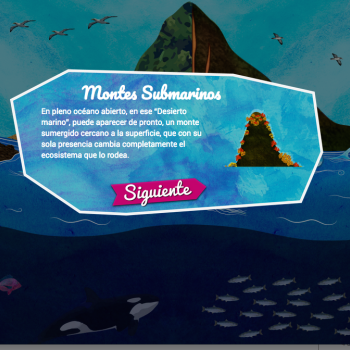 Montes Submarinos
En pleno océano abierto, en ese "Desierto
marino", puede aparecer de pronto, un monte
sumergido cercano a la superficie, que con su
sola presencia cambia completamente el
ecosistema que lo rodea.
Siguiente